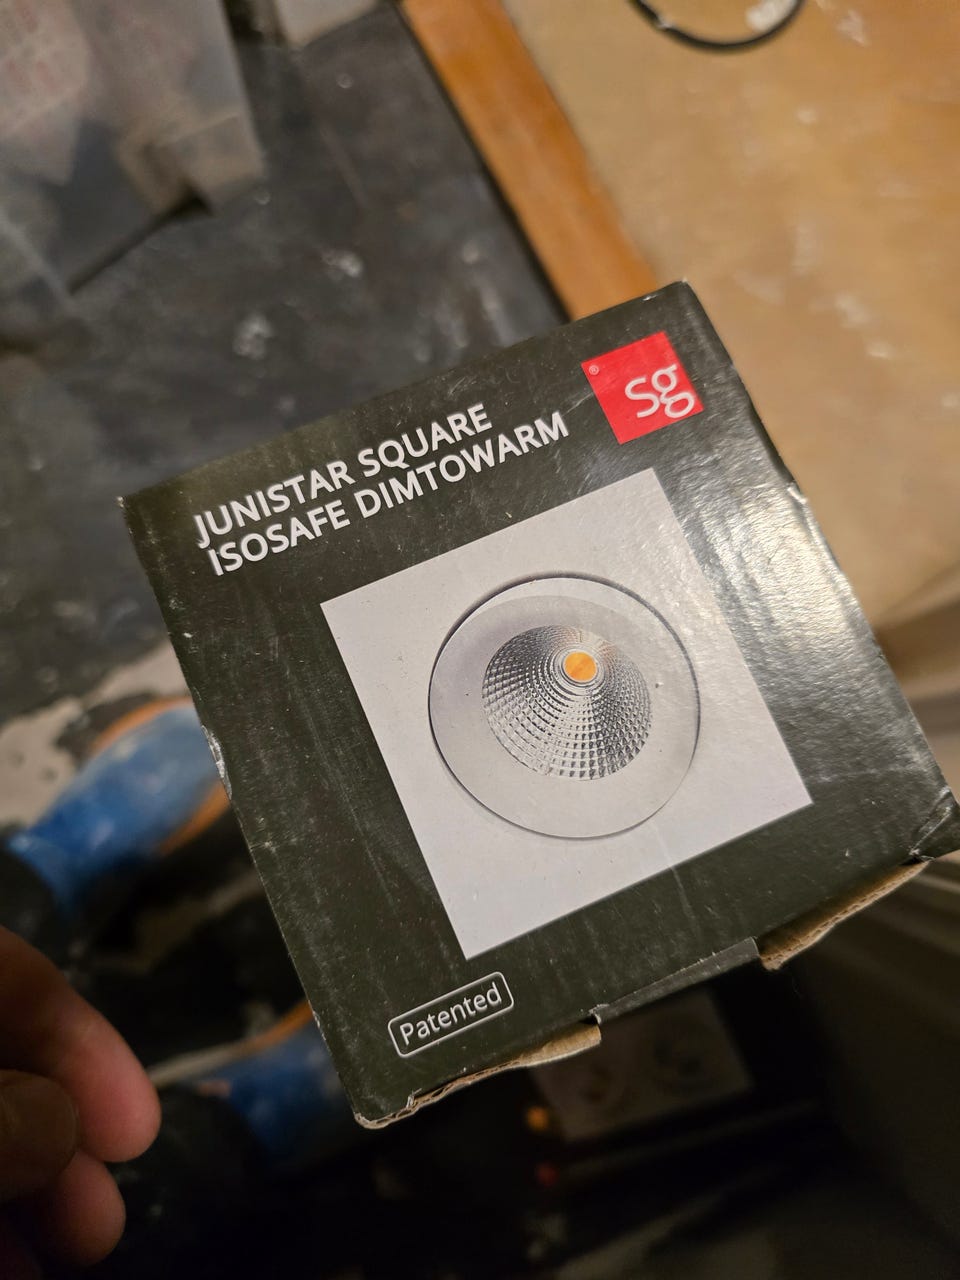 Sg
®
JUNISTAR SQUARE
ISOSAFE DIMTOWARM
Patented